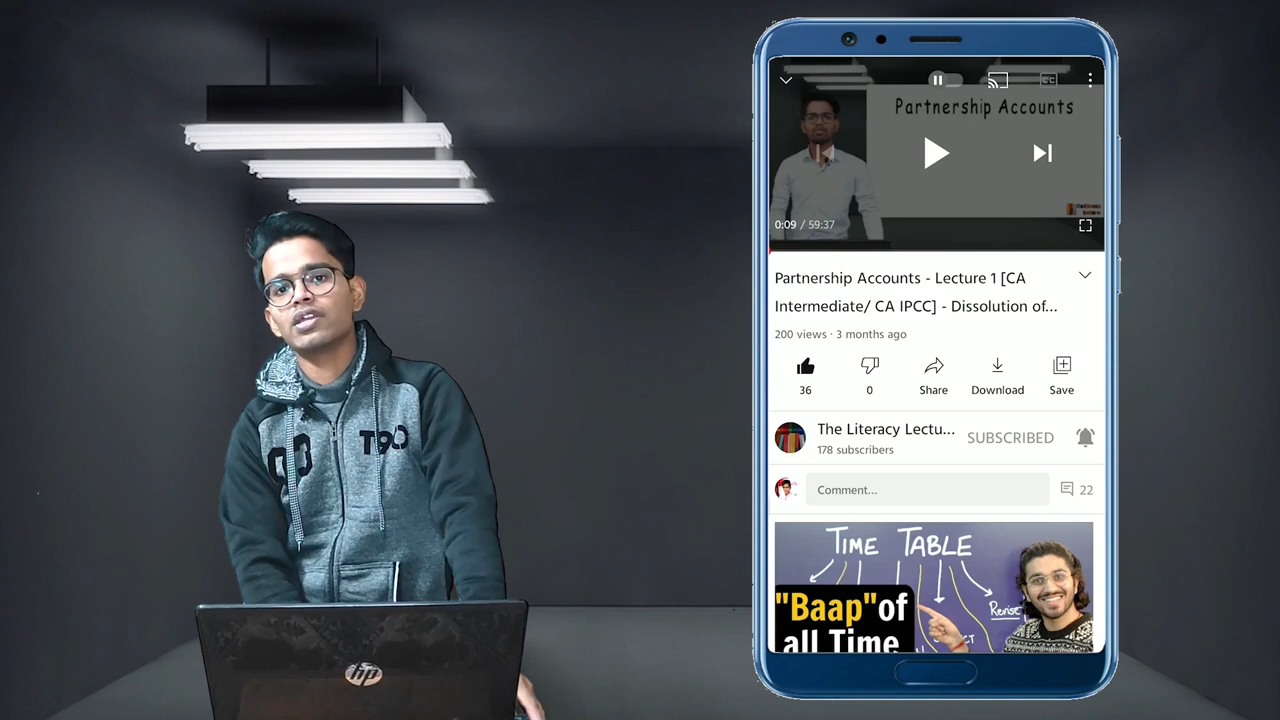 T90
hp
CC
Partnership Accounts
0:09 / 59:37
Partnership Accounts - Lecture 1 [CA
Intermediate/ CA IPCC] - Dissolution of...
200 views · 3 months ago
36
0
Share
Download
Save
The Literacy Lectu...
SUBSCRIBED
178 subscribers
Comment...
22
TIME TABLE
Revise
"Baap"of
all Time